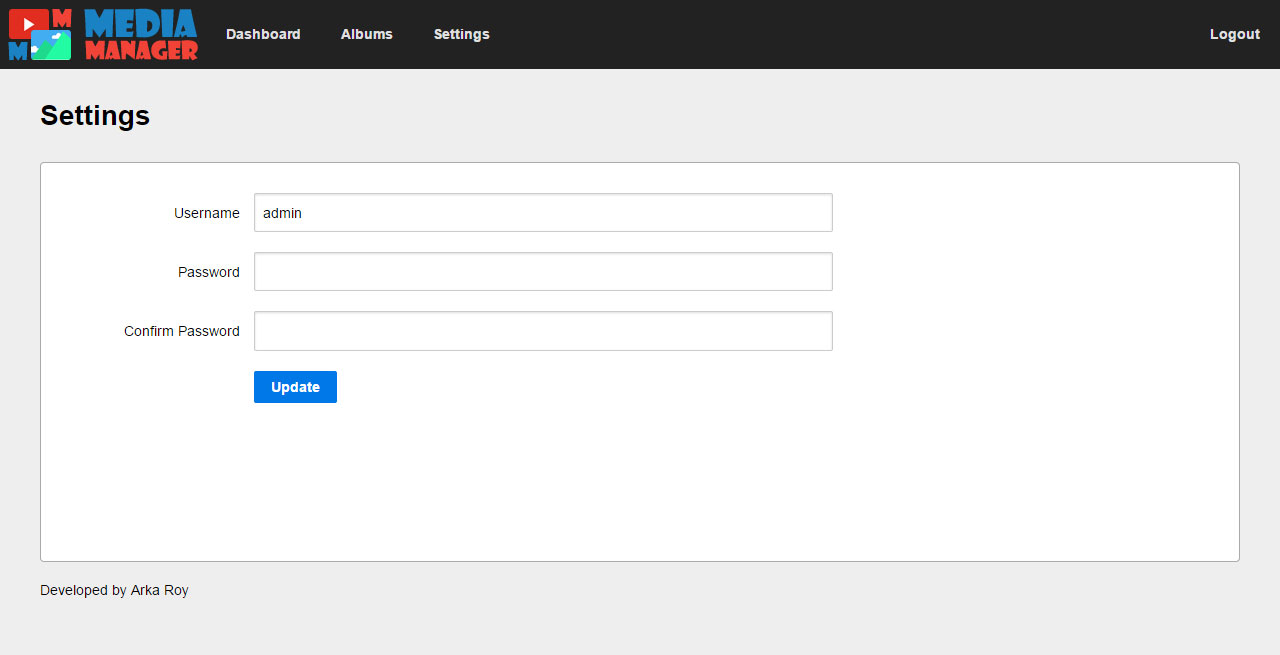 M
M
MEDIA
MANAGER
Dashboard Albums Settings Logout
Settings
Username admin
Password
Confirm Password
Update
Developed by Arka Roy